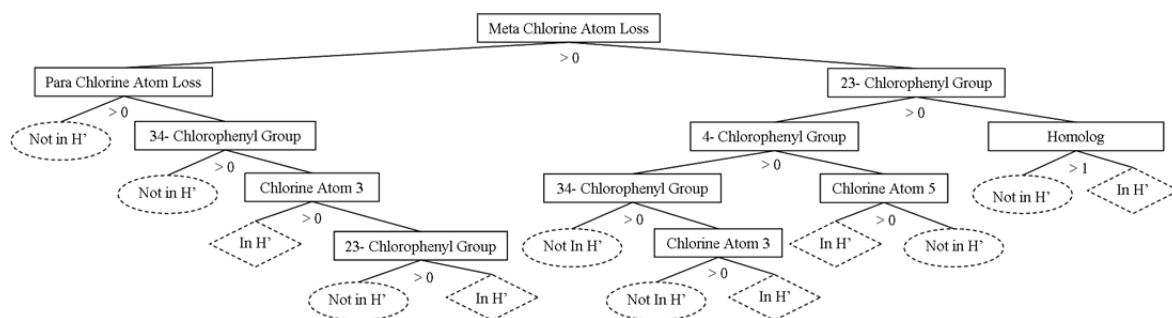 Meta Chlorine Atom Loss
> 0
Para Chlorine Atom Loss
23- Chlorophenyl Group
> 0
> 0
Not in H'
34- Chlorophenyl Group
4- Chlorophenyl Group
Homolog
> 0
> 0
> 1
Not in H'
Chlorine Atom 3
34- Chlorophenyl Group
Chlorine Atom 5
Not in H'
In H'
> 0
> 0
> 0
In H'
23- Chlorophenyl Group
Not In H'
Chlorine Atom 3
In H'
Not in H'
> 0
> 0
Not in H'
In H'
Not In H'
In H'